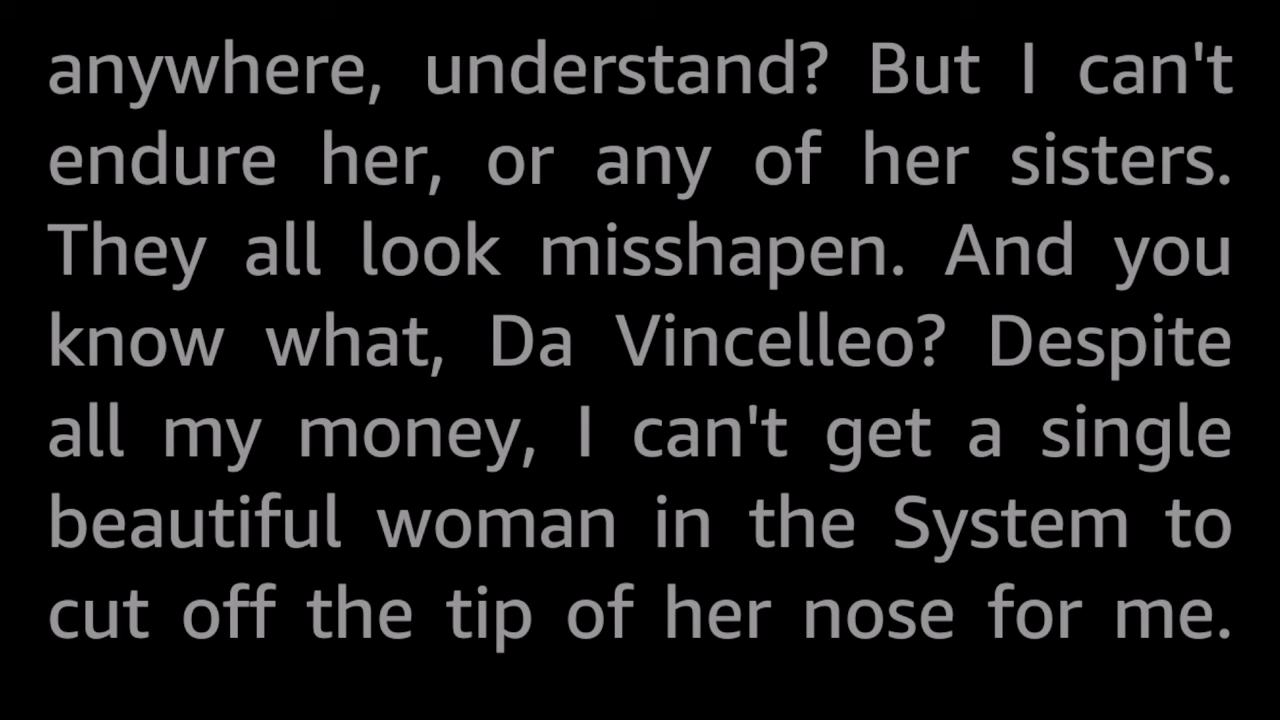 anywhere, understand? But I can't
endure her, or any of her sisters.
They all look misshapen. And you
know what, Da Vincelleo? Despite
all my money, I can't get a single
beautiful woman in the System to
cut off the tip of her nose for me.